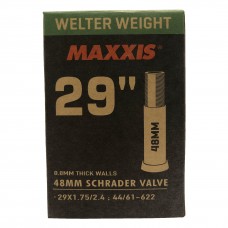 WELTER WEIGHT
MAXXIS
29"
48MM
0.8MM THICK WALLS
48MM SCHRADER VALVE
29X1.75/2.4 ; 44/61-622